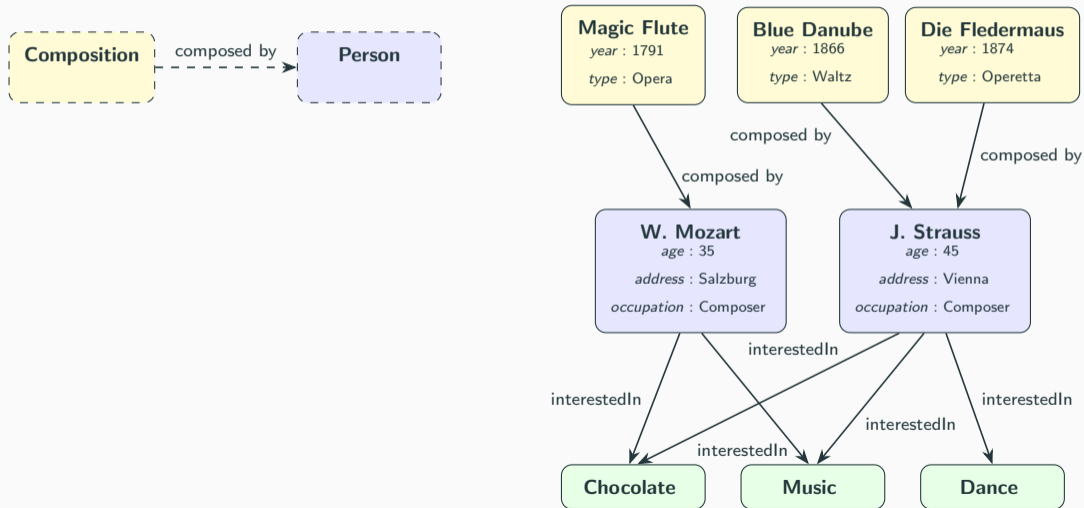 Composition
composed by
Person
Magic Flute
year : 1791
type : Opera
Blue Danube
year : 1866
type : Waltz
Die Fledermaus
year : 1874
type : Operetta
composed by
composed by
composed by
W. Mozart
age : 35
address : Salzburg
occupation : Composer
J. Strauss
age : 45
address : Vienna
occupation : Composer
interestedIn
interestedIn
interestedIn
interestedIn
interestedIn
Chocolate
Music
Dance